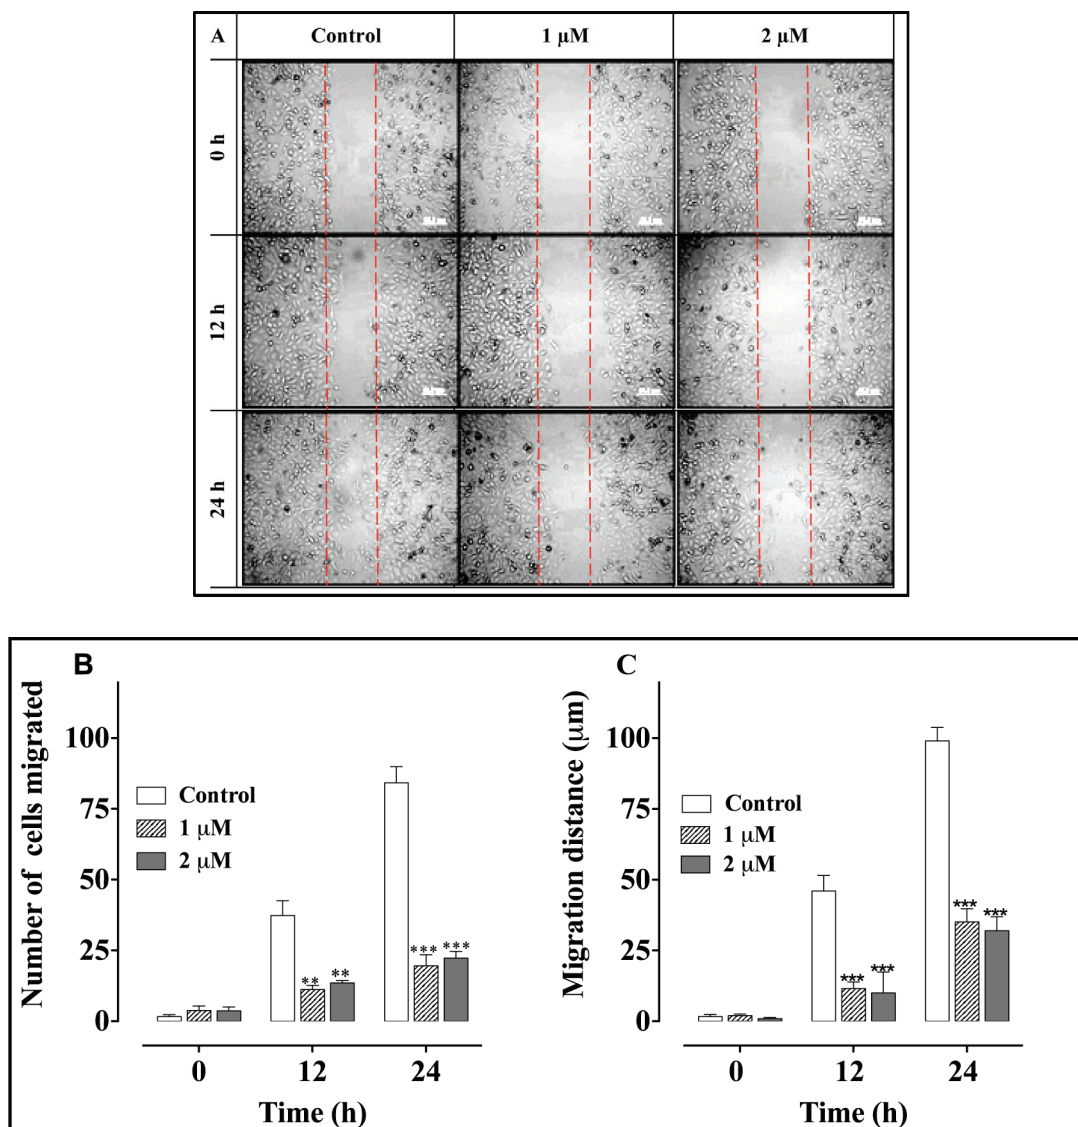 A Control 1 μM 2 μM
0 h
12 h
24 h
B
Number of cells migrated
100
75
50
25
0
Control
1 μM
2 μM
** **
*** ***
0 12 24
Time (h)
C
Migration distance (μm)
100
75
50
25
0
Control
1 μM
2 μM
*** ***
*** ***
0 12 24
Time (h)